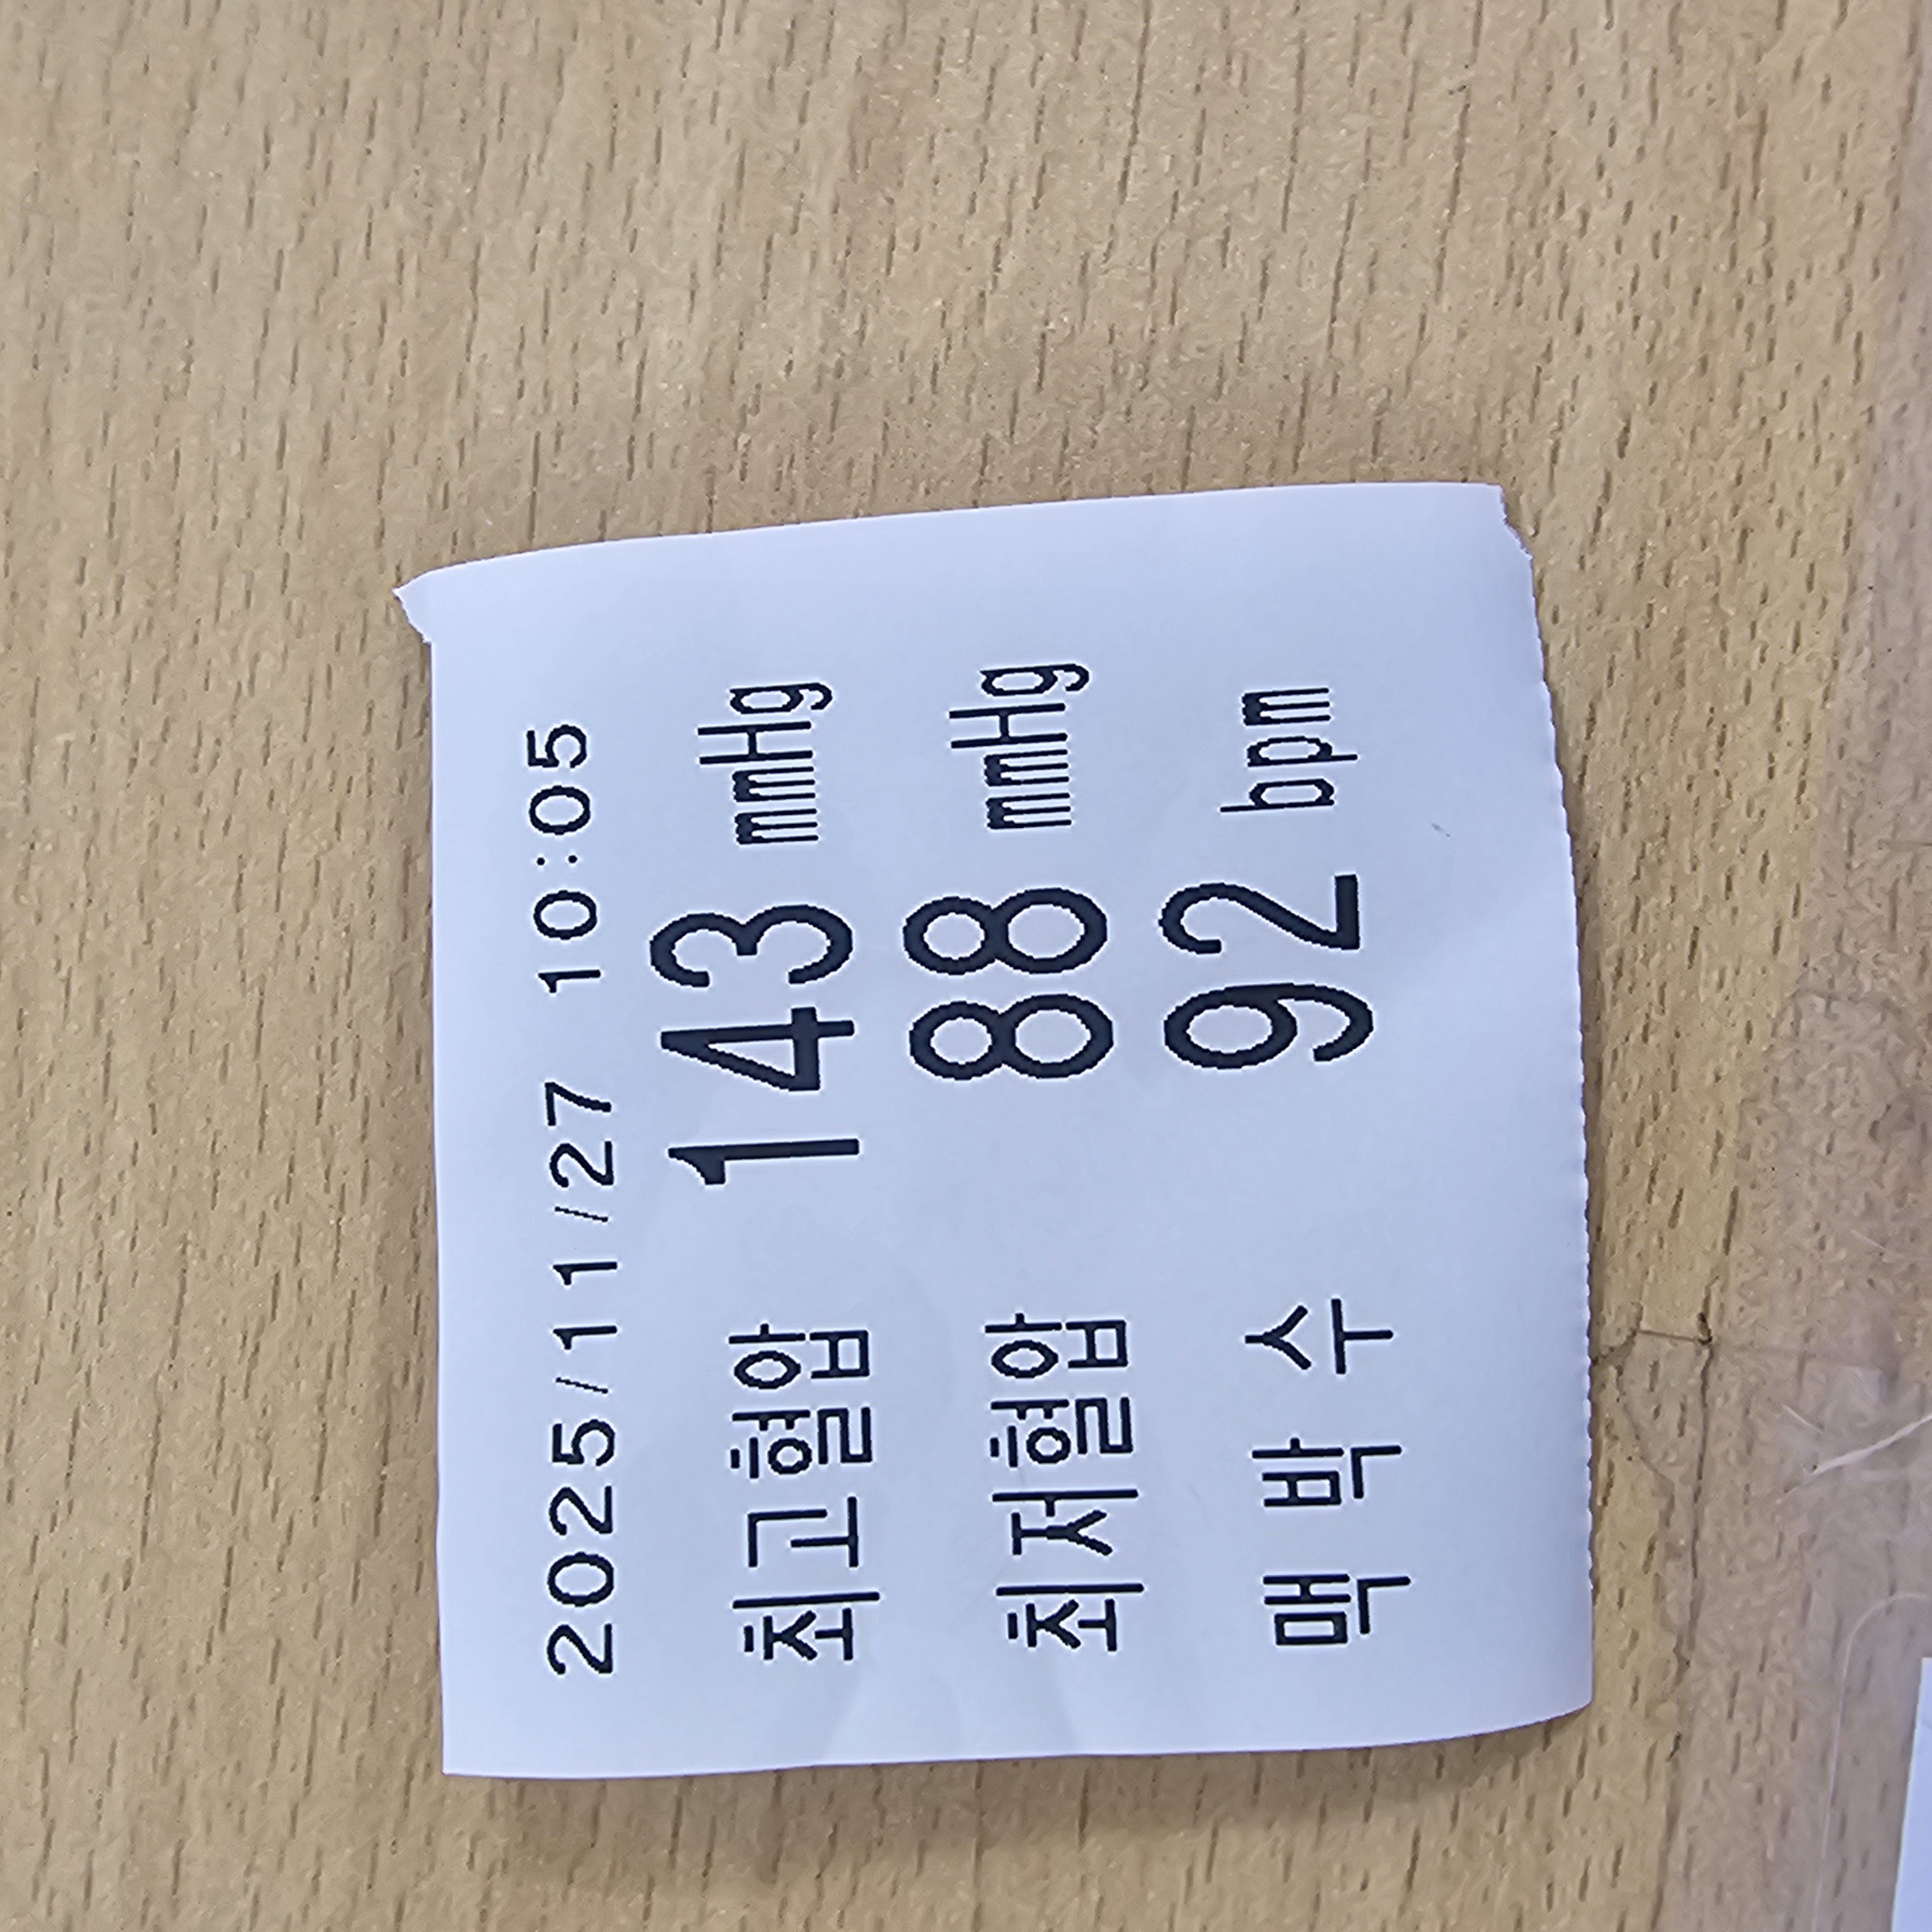 2025/11/27 10:05
최고혈압 143 mmHg
최저혈압 88 mmHg
맥 박 수 92 bpm